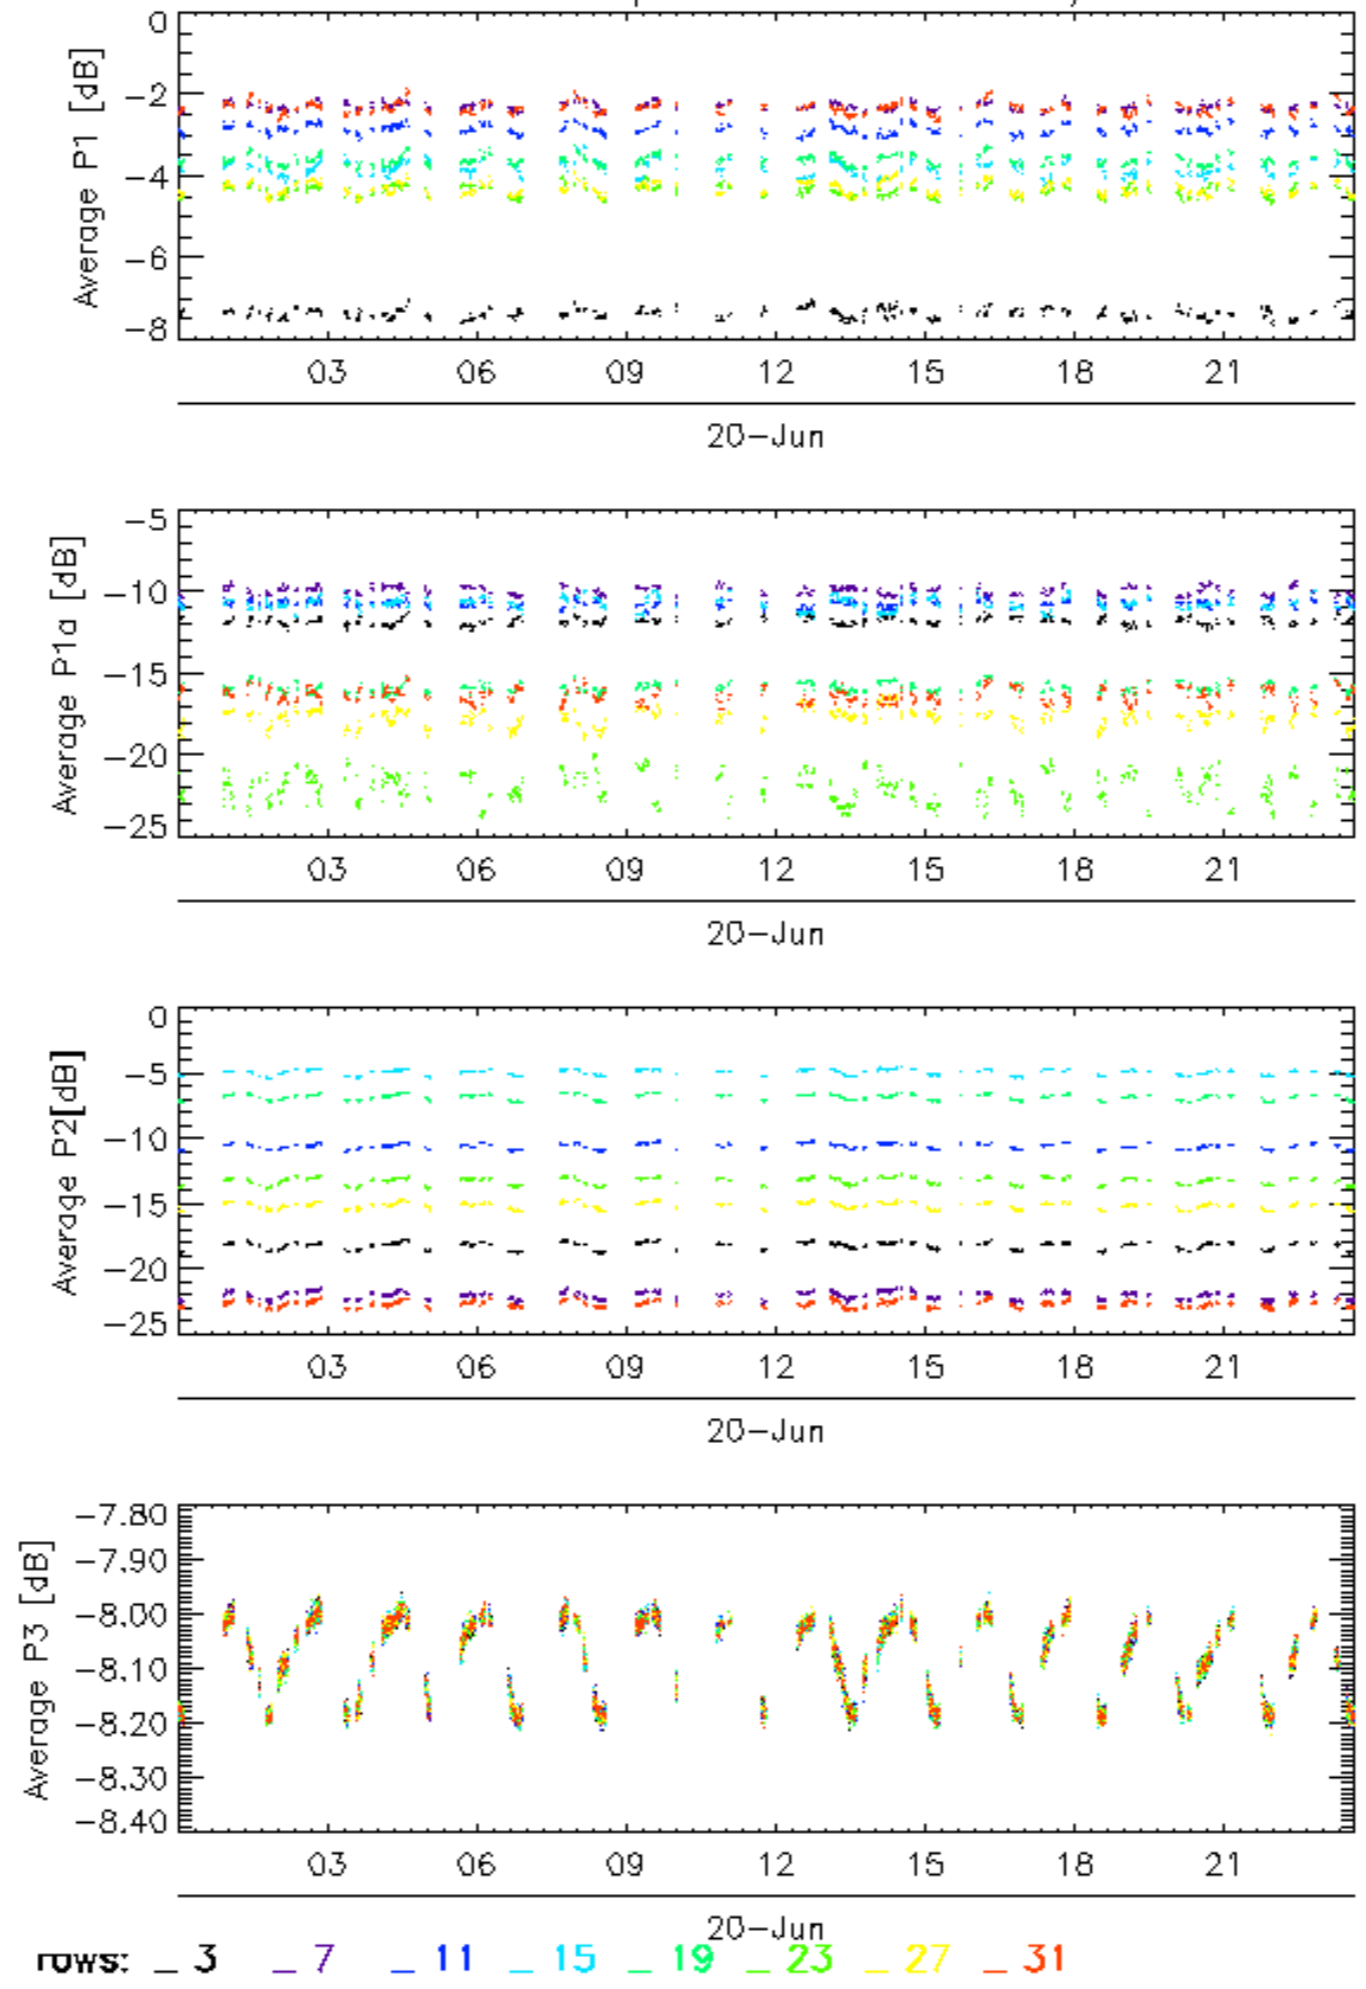 0
-2
-4
-6
-8
Average P1 [dB]
03 06 09 12 15 18 21
20-Jun
-5
-10
-15
-20
-25
Average P1a [dB]
03 06 09 12 15 18 21
20-Jun
0
-5
-10
-15
-20
-25
Average P2[dB]
03 06 09 12 15 18 21
20-Jun
-7.80
-7.90
-8.00
-8.10
-8.20
-8.30
-8.40
Average P3 [dB]
03 06 09 12 15 18 21
20-Jun
rows: _ 3 _ 7 _ 11 _ 15 _ 19 _ 23 _ 27 _ 31